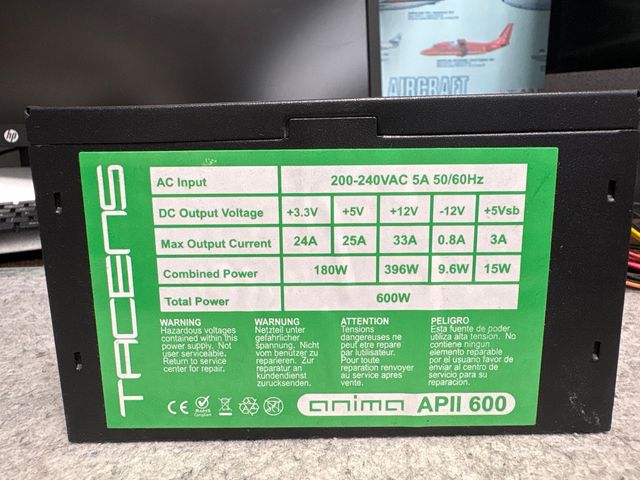 AIRCRAFT
hp
TACENS
AC Input 200-240VAC 5A 50/60Hz
DC Output Voltage +3.3V +5V +12V -12V +5Vsb
Max Output Current 24A 25A 33A 0.8A 3A
Combined Power 180W 396W 9.6W 15W
Total Power 600W
WARNING
Hazardous voltages
contained within this
power supply. Not
user serviceable.
Return to service
center for repair.
WARNUNG
Netzteil unter
gefährlicher
spannung. Nicht
vom benutzer zu
reparieren. Zur
reparatur an
kundendienst
zurucksenden.
ATTENTION
Tensions
dangereuses ne
peut etre repare
par lutilisateur.
Pour toute
reparation renvoyer
au service apres
vente.
PELIGRO
Esta fuente de poder
utiliza alta tension. No
contiene ningun
elemento reparable
por el usuario favor de
enviar al centro de
servicio para su
reparacion.
CE RoHS
Compliant
anima APII 600